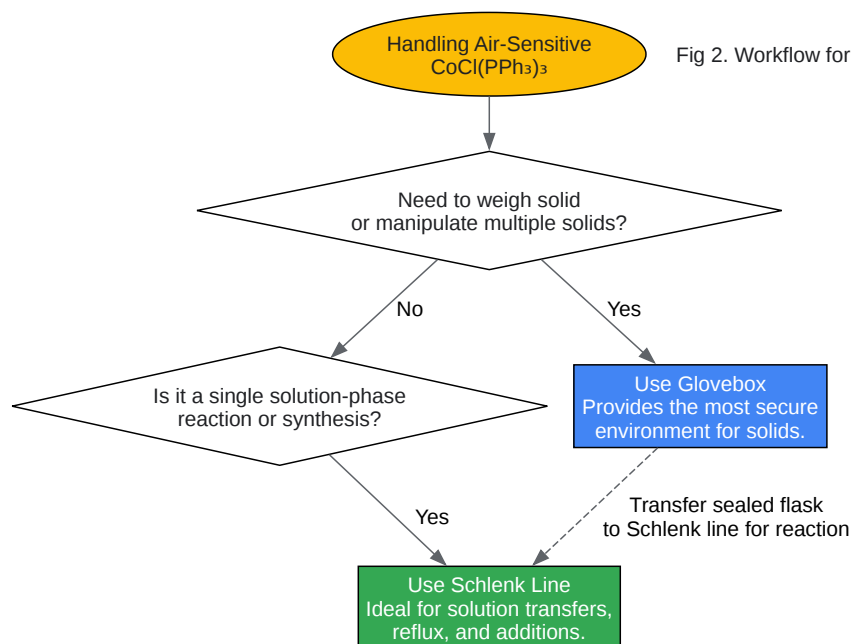 Handling Air-Sensitive
CoCl(PPh₃)₃
Fig 2. Workflow for
Need to weigh solid
or manipulate multiple solids?
No
Yes
Is it a single solution-phase
reaction or synthesis?
Use Glovebox
Provides the most secure
environment for solids.
Yes
Transfer sealed flask
to Schlenk line for reaction
Use Schlenk Line
Ideal for solution transfers,
reflux, and additions.